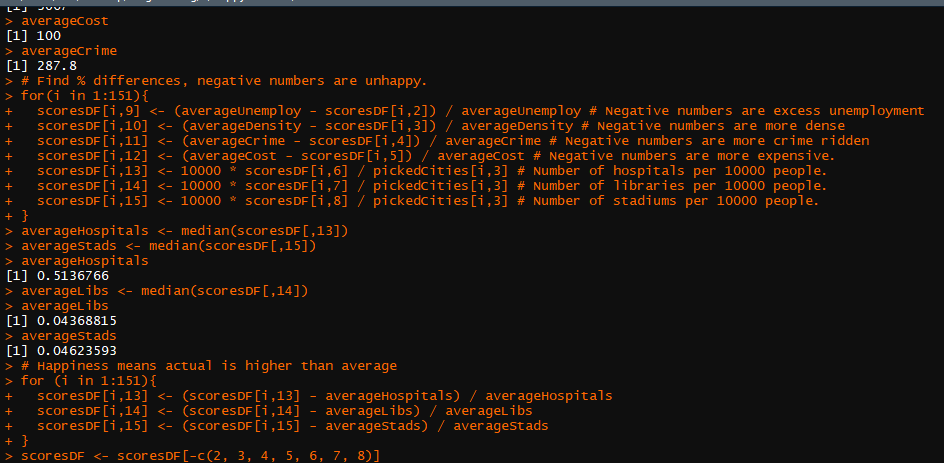 > averageCost
[1] 100
> averageCrime
[1] 287.8
> # Find % differences, negative numbers are unhappy.
> for(i in 1:151){
+   scoresDF[i,9] <- (averageUnemploy - scoresDF[i,2]) / averageUnemploy # Negative numbers are excess unemployment
+   scoresDF[i,10] <- (averageDensity - scoresDF[i,3]) / averageDensity # Negative numbers are more dense
+   scoresDF[i,11] <- (averageCrime - scoresDF[i,4]) / averageCrime # Negative numbers are more crime ridden
+   scoresDF[i,12] <- (averageCost - scoresDF[i,5]) / averageCost # Negative numbers are more expensive.
+   scoresDF[i,13] <- 10000 * scoresDF[i,6] / pickedCities[i,3] # Number of hospitals per 10000 people.
+   scoresDF[i,14] <- 10000 * scoresDF[i,7] / pickedCities[i,3] # Number of libraries per 10000 people.
+   scoresDF[i,15] <- 10000 * scoresDF[i,8] / pickedCities[i,3] # Number of stadiums per 10000 people.
+ }
> averageHospitals <- median(scoresDF[,13])
> averageStads <- median(scoresDF[,15])
> averageHospitals
[1] 0.5136766
> averageLibs <- median(scoresDF[,14])
> averageLibs
[1] 0.04368815
> averageStads
[1] 0.04623593
> # Happiness means actual is higher than average
> for (i in 1:151){
+   scoresDF[i,13] <- (scoresDF[i,13] - averageHospitals) / averageHospitals
+   scoresDF[i,14] <- (scoresDF[i,14] - averageLibs) / averageLibs
+   scoresDF[i,15] <- (scoresDF[i,15] - averageStads) / averageStads
+ }
> scoresDF <- scoresDF[-c(2, 3, 4, 5, 6, 7, 8)]